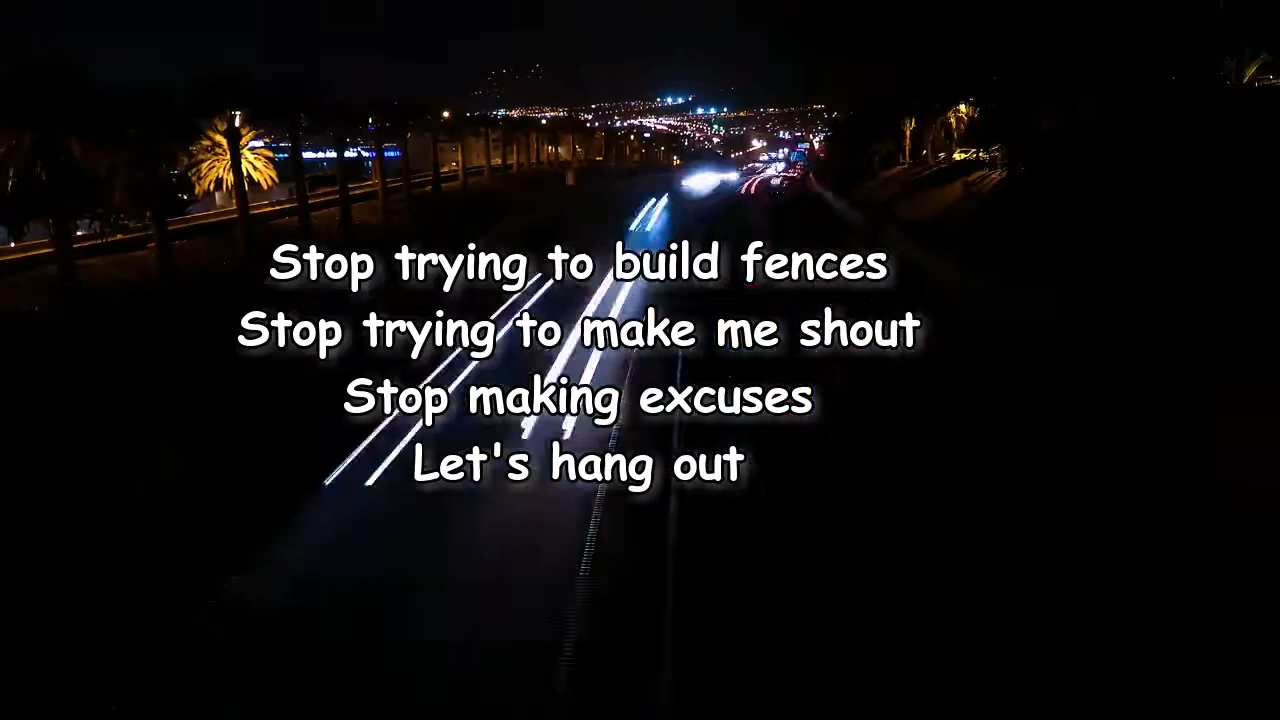 Stop trying to build fences
Stop trying to make me shout
Stop making excuses
Let's hang out